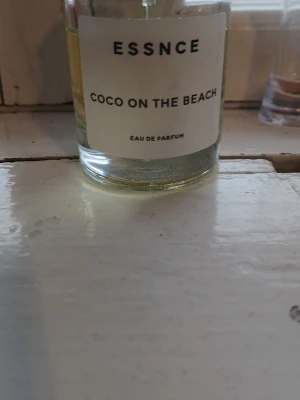 ESSNCE
COCO ON THE BEACH
EAU DE PARFUM